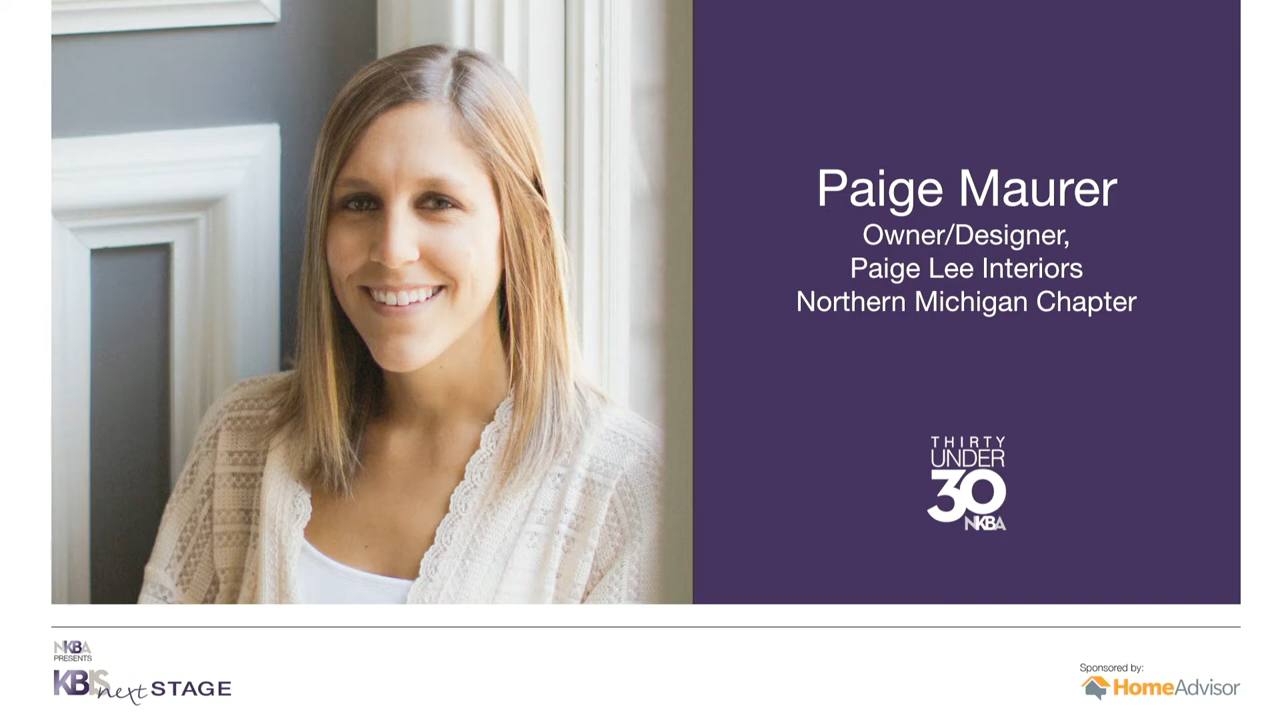 Paige Maurer
Owner/Designer,
Paige Lee Interiors
Northern Michigan Chapter
THIRTY
UNDER
30
NKBA
NKBA
PRESENTS
KBIS next STAGE
Sponsored by:
HomeAdvisor